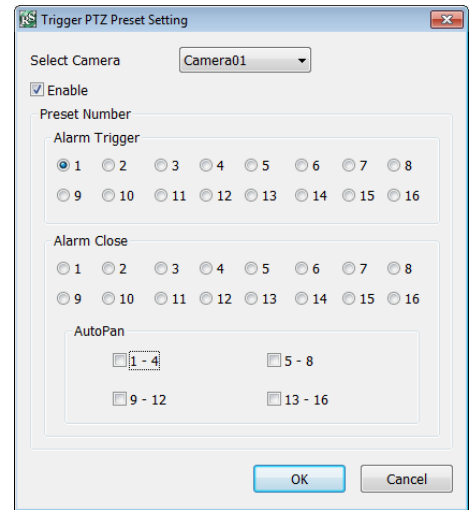 Trigger PTZ Preset Setting
Select Camera Camera01
Enable
Preset Number
Alarm Trigger
1 2 3 4 5 6 7 8
9 10 11 12 13 14 15 16
Alarm Close
1 2 3 4 5 6 7 8
9 10 11 12 13 14 15 16
AutoPan
1 - 4 5 - 8
9 - 12 13 - 16
OK Cancel